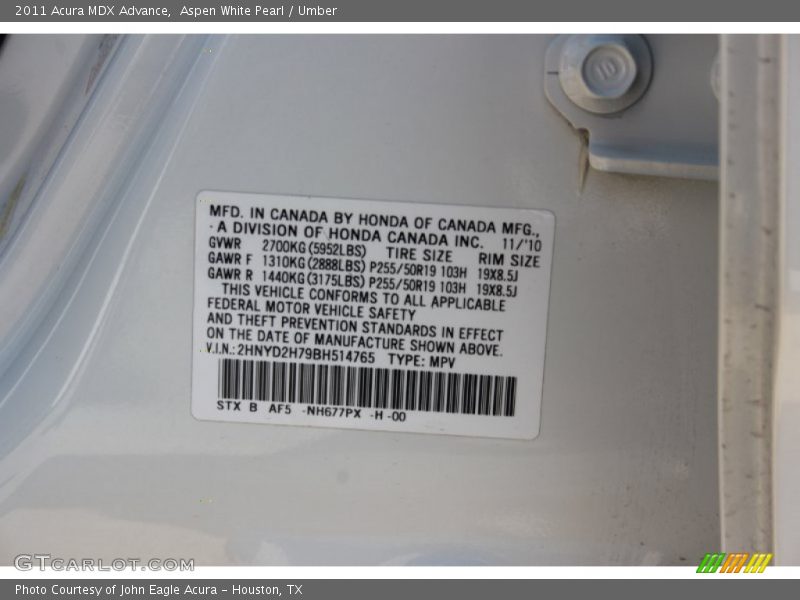 2011 Acura MDX Advance, Aspen White Pearl / Umber
10
MFD. IN CANADA BY HONDA OF CANADA MFG.,
· A DIVISION OF HONDA CANADA INC. 11/'10
GVWR 2700KG(5952LBS) TIRE SIZE RIM SIZE
GAWR F 1310KG(2888LBS) P255/50R19 103H 19X8.5J
GAWR R 1440KG(3175LBS) P255/50R19 103H 19X8.5J
THIS VEHICLE CONFORMS TO ALL APPLICABLE
FEDERAL MOTOR VEHICLE SAFETY
AND THEFT PREVENTION STANDARDS IN EFFECT
ON THE DATE OF MANUFACTURE SHOWN ABOVE.
V.I.N.: 2HNYD2H79BH514765 TYPE: MPV
STX B AF5 -NH677PX -H -00
GTCARLOT.COM
Photo Courtesy of John Eagle Acura - Houston, TX